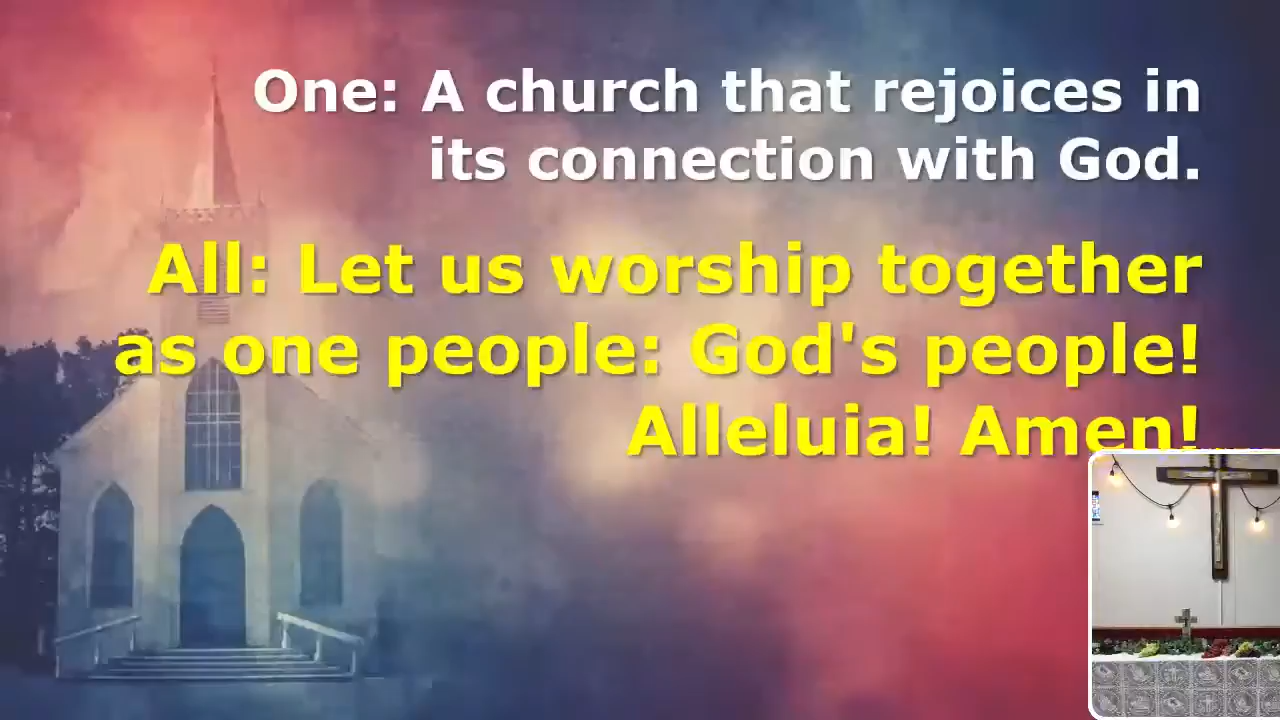 One: A church that rejoices in
its connection with God.
All: Let us worship together
as one people: God's people!
Alleluia! Amen!